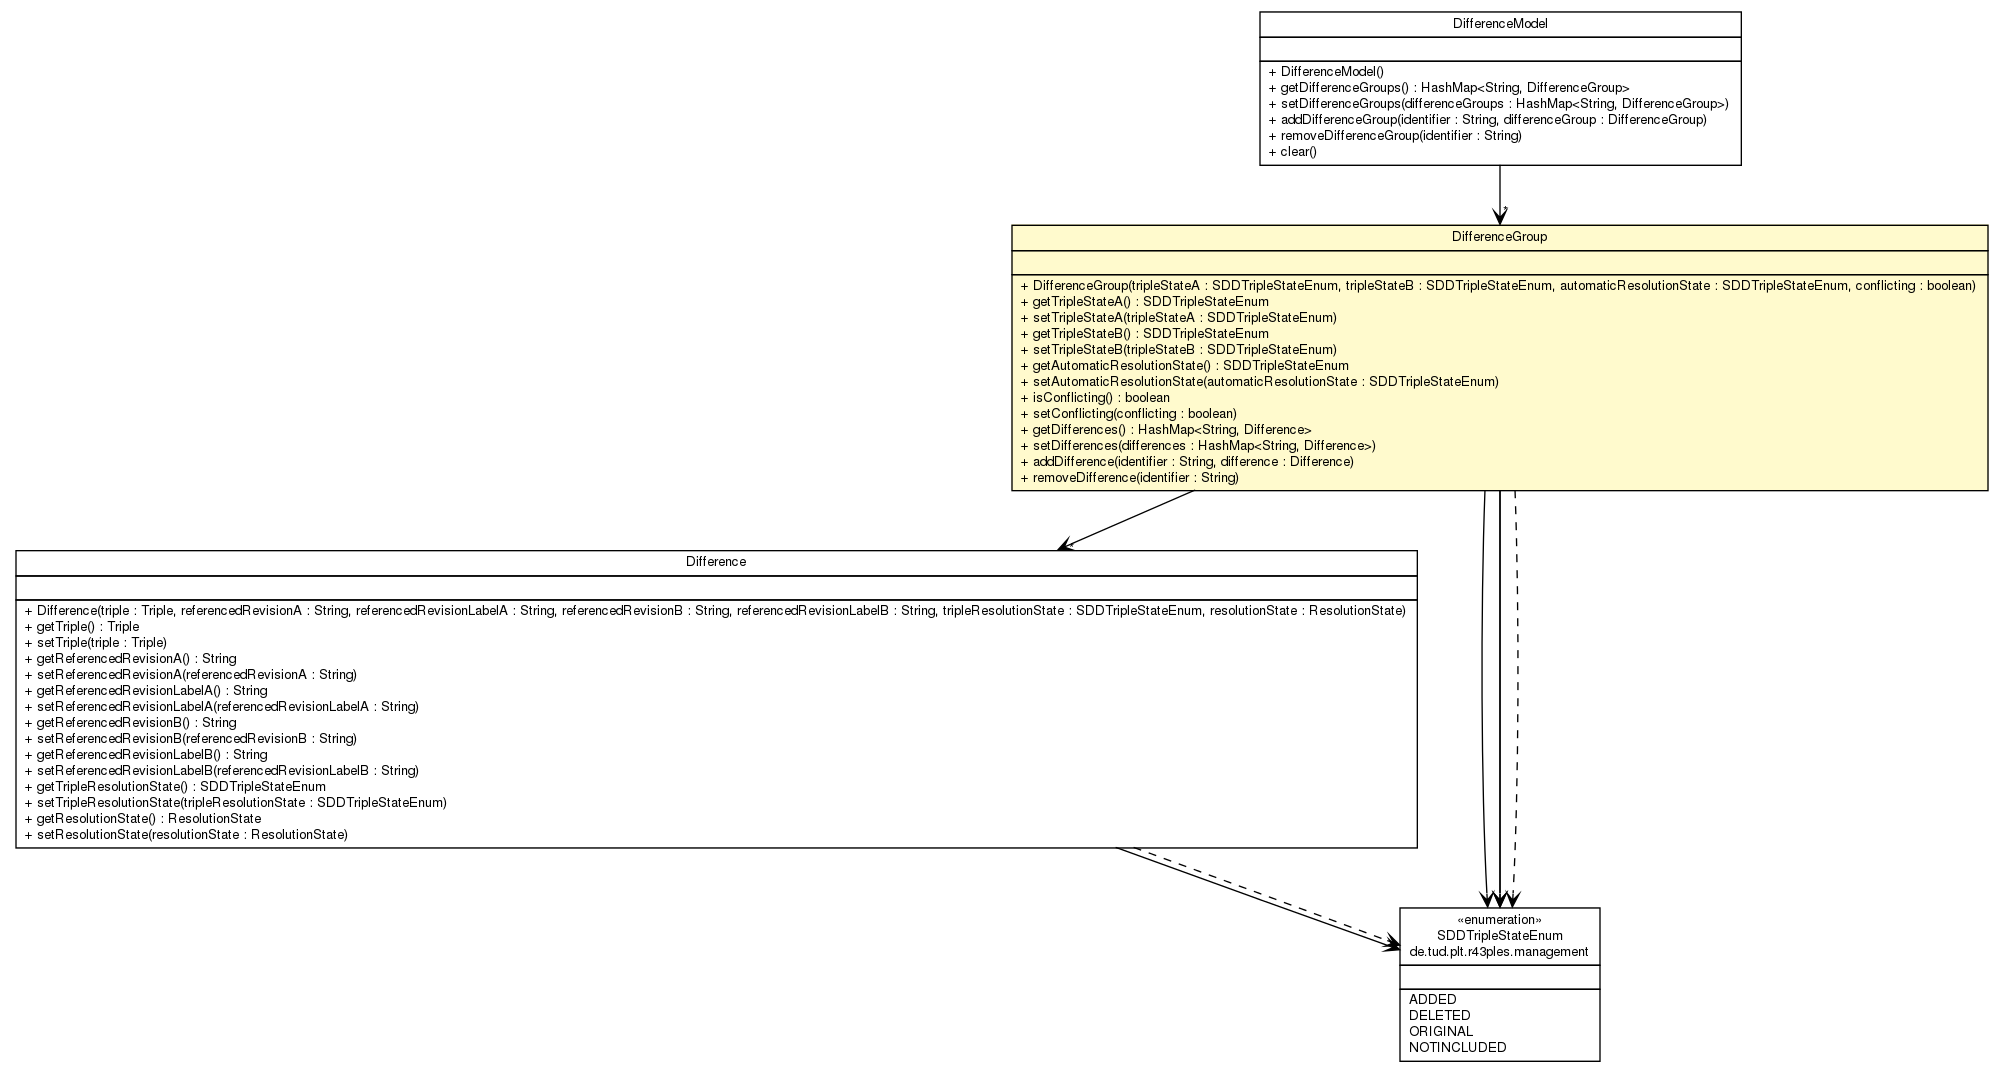 DifferenceModel
+ DifferenceModel()
+ getDifferenceGroups() : HashMap<String, DifferenceGroup>
+ setDifferenceGroups(differenceGroups : HashMap<String, DifferenceGroup>)
+ addDifferenceGroup(identifier : String, differenceGroup : DifferenceGroup)
+ removeDifferenceGroup(identifier : String)
+ clear()
*
DifferenceGroup
+ DifferenceGroup(tripleStateA : SDDTripleStateEnum, tripleStateB : SDDTripleStateEnum, automaticResolutionState : SDDTripleStateEnum, conflicting : boolean)
+ getTripleStateA() : SDDTripleStateEnum
+ setTripleStateA(tripleStateA : SDDTripleStateEnum)
+ getTripleStateB() : SDDTripleStateEnum
+ setTripleStateB(tripleStateB : SDDTripleStateEnum)
+ getAutomaticResolutionState() : SDDTripleStateEnum
+ setAutomaticResolutionState(automaticResolutionState : SDDTripleStateEnum)
+ isConflicting() : boolean
+ setConflicting(conflicting : boolean)
+ getDifferences() : HashMap<String, Difference>
+ setDifferences(differences : HashMap<String, Difference>)
+ addDifference(identifier : String, difference : Difference)
+ removeDifference(identifier : String)
*
Difference
+ Difference(triple : Triple, referencedRevisionA : String, referencedRevisionLabelA : String, referencedRevisionB : String, referencedRevisionLabelB : String, tripleResolutionState : SDDTripleStateEnum, resolutionState : ResolutionState)
+ getTriple() : Triple
+ setTriple(triple : Triple)
+ getReferencedRevisionA() : String
+ setReferencedRevisionA(referencedRevisionA : String)
+ getReferencedRevisionLabelA() : String
+ setReferencedRevisionLabelA(referencedRevisionLabelA : String)
+ getReferencedRevisionB() : String
+ setReferencedRevisionB(referencedRevisionB : String)
+ getReferencedRevisionLabelB() : String
+ setReferencedRevisionLabelB(referencedRevisionLabelB : String)
+ getTripleResolutionState() : SDDTripleStateEnum
+ setTripleResolutionState(tripleResolutionState : SDDTripleStateEnum)
+ getResolutionState() : ResolutionState
+ setResolutionState(resolutionState : ResolutionState)
«enumeration»
SDDTripleStateEnum
de.tud.plt.r43ples.management
ADDED
DELETED
ORIGINAL
NOTINCLUDED